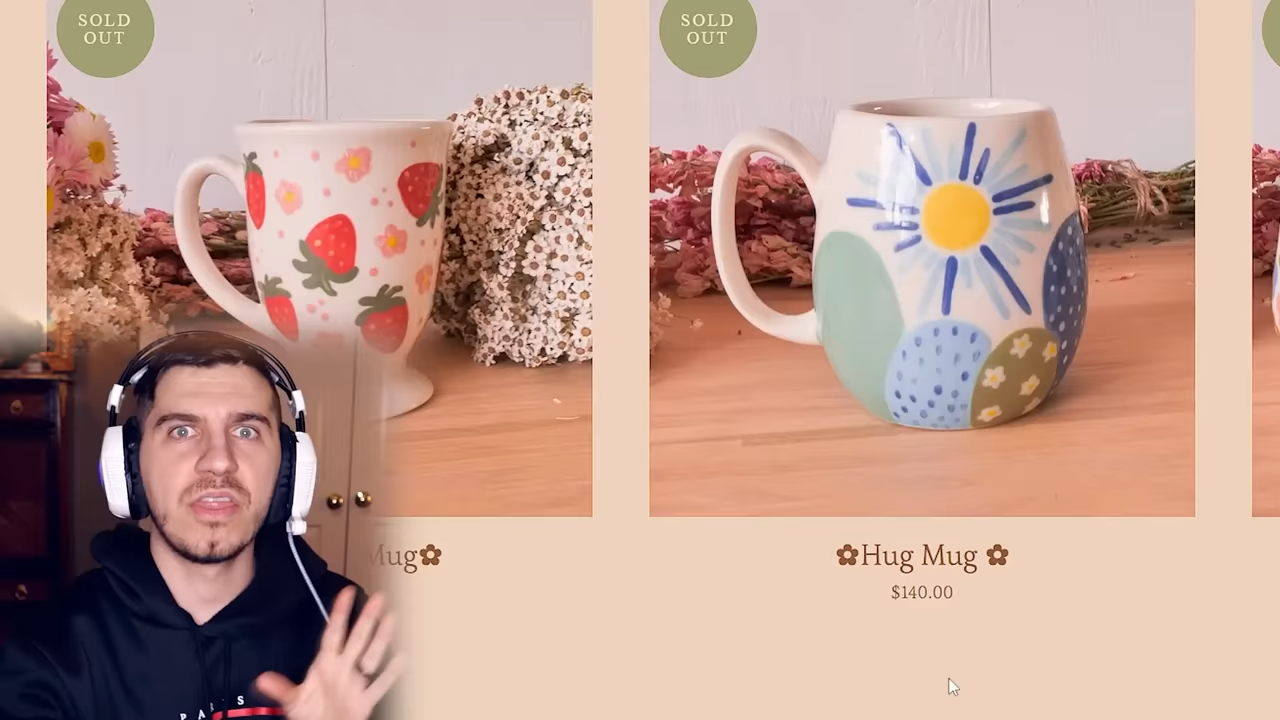 SOLD
OUT
SOLD
OUT
Mug✿
✿Hug Mug ✿
$140.00